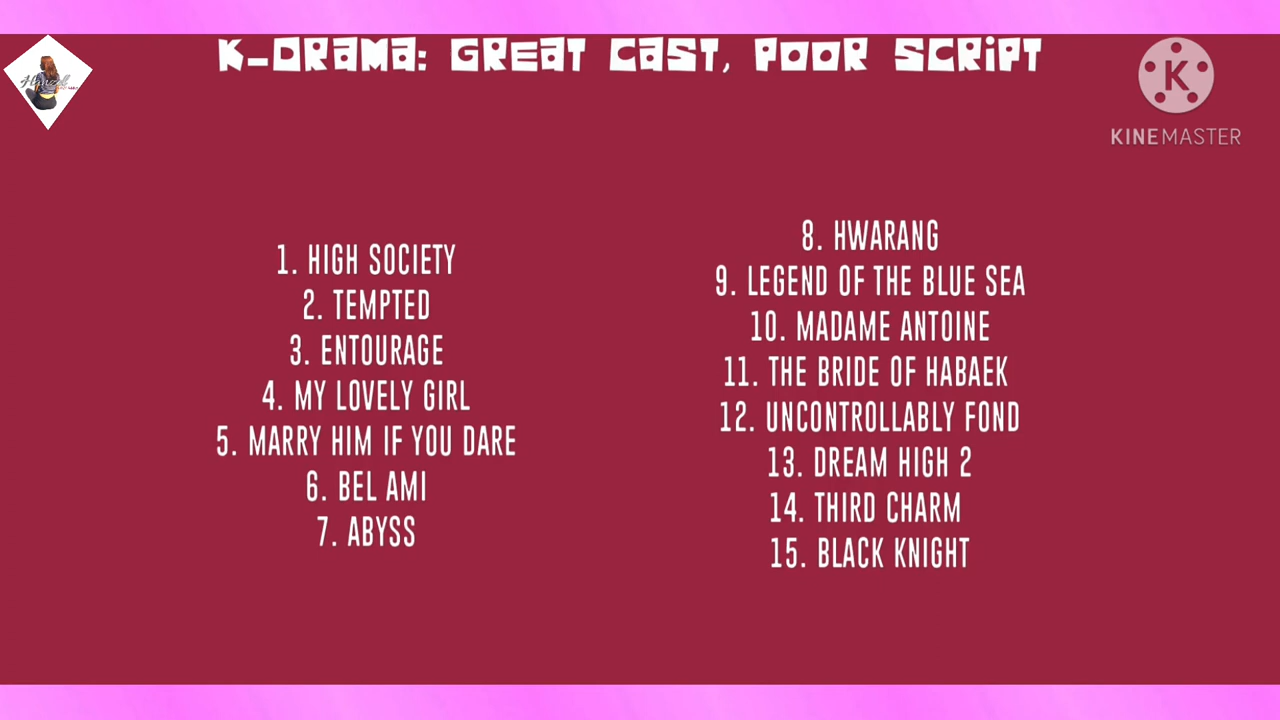 K-DRAMA: GREAT CAST, POOR SCRIPT
K
KINEMASTER
1. HIGH SOCIETY
2. TEMPTED
3. ENTOURAGE
4. MY LOVELY GIRL
5. MARRY HIM IF YOU DARE
6. BEL AMI
7. ABYSS
8. HWARANG
9. LEGEND OF THE BLUE SEA
10. MADAME ANTOINE
11. THE BRIDE OF HABAEK
12. UNCONTROLLABLY FOND
13. DREAM HIGH 2
14. THIRD CHARM
15. BLACK KNIGHT